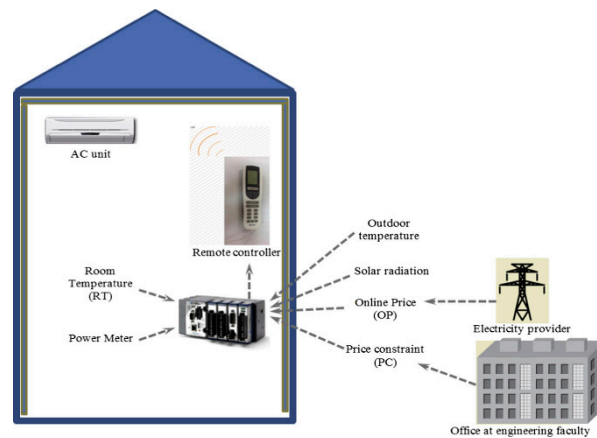 AC unit
Remote controller
Outdoor
temperature
Room
Temperature
(RT)
Solar radiation
Online Price
(OP)
Electricity provider
Power Meter
Price constraint
(PC)
Office at engineering faculty